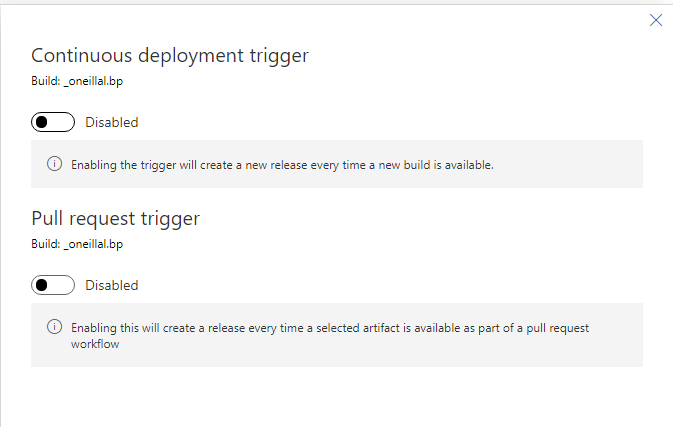 Continuous deployment trigger
Build: _oneillal.bp
Disabled
Enabling the trigger will create a new release every time a new build is available.
Pull request trigger
Build: _oneillal.bp
Disabled
Enabling this will create a release every time a selected artifact is available as part of a pull request
workflow